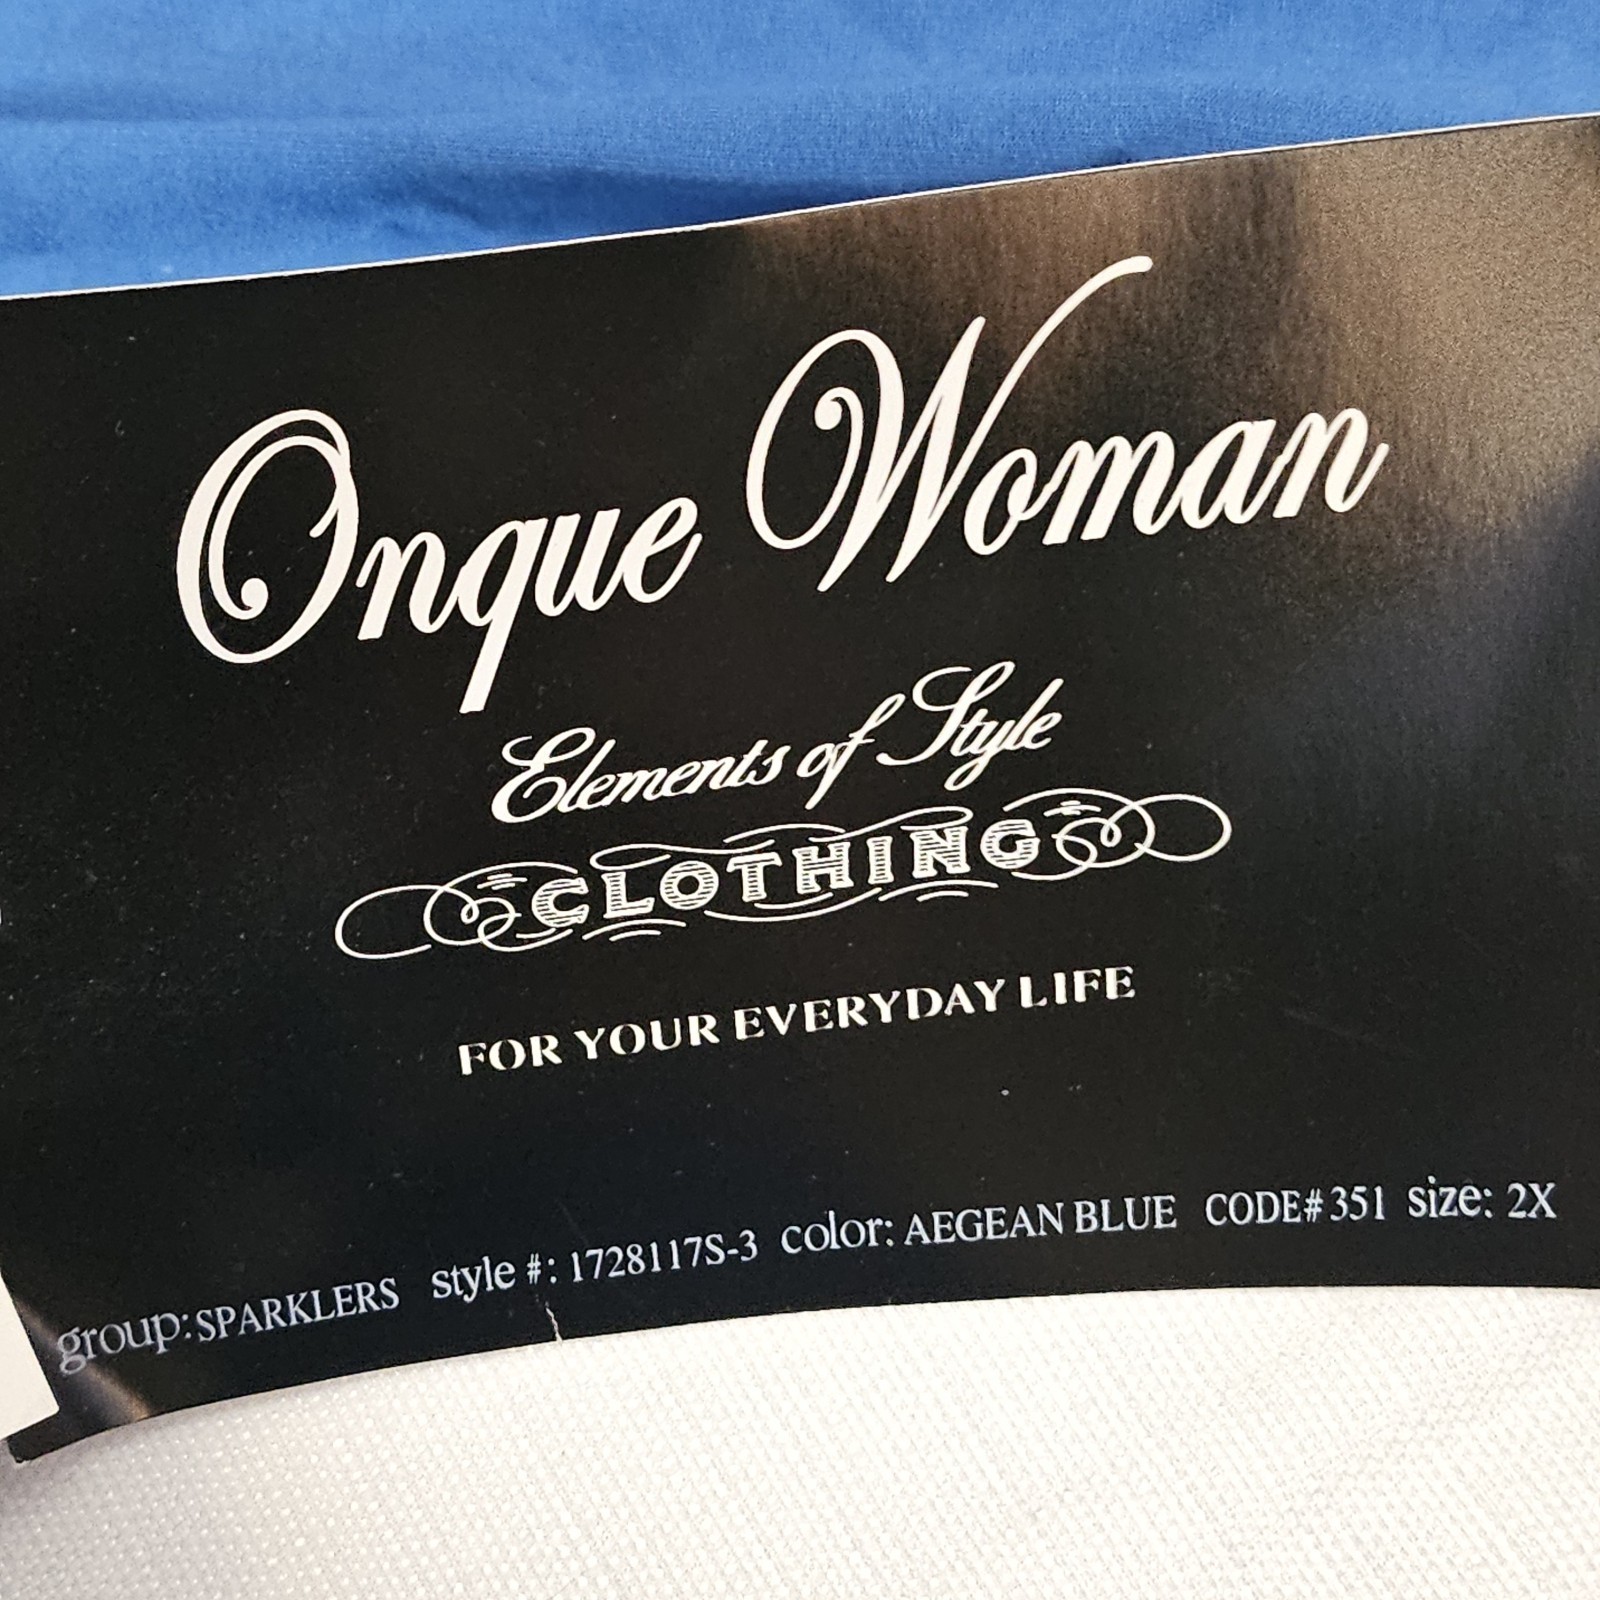 Onque Woman
Elements of Style
CLOTHING
FOR YOUR EVERYDAY LIFE
group: SPARKLERS style #: 1728117S-3 color: AEGEAN BLUE CODE# 351 size: 2X